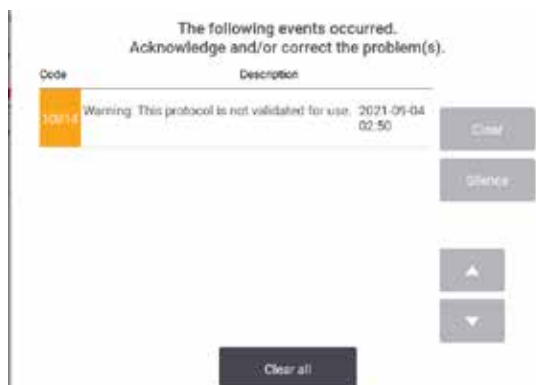 The following events occurred.
Acknowledge and/or correct the problem(s).
Code Description
Warning: This protocol is not validated for use. 2021-05-04
02:50
Clear
Silence
Clear all